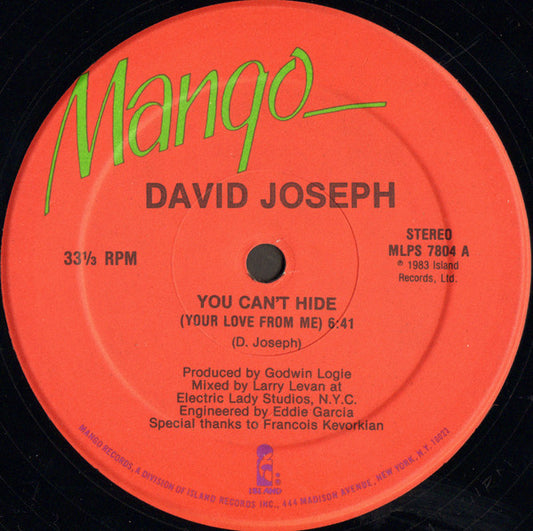 Mango
DAVID JOSEPH
33⅓ RPM
STEREO
MLPS 7804 A
℗ 1983 Island
Records, Ltd.
YOU CAN'T HIDE
(YOUR LOVE FROM ME) 6:41
(D. Joseph)
Produced by Godwin Logie
Mixed by Larry Levan at
Electric Lady Studios, N.Y.C.
Engineered by Eddie Garcia
Special thanks to Francois Kevorkian
ISLAND
MANGO RECORDS, A DIVISION OF ISLAND RECORDS INC., 444 MADISON AVENUE, NEW YORK, N.Y. 10022